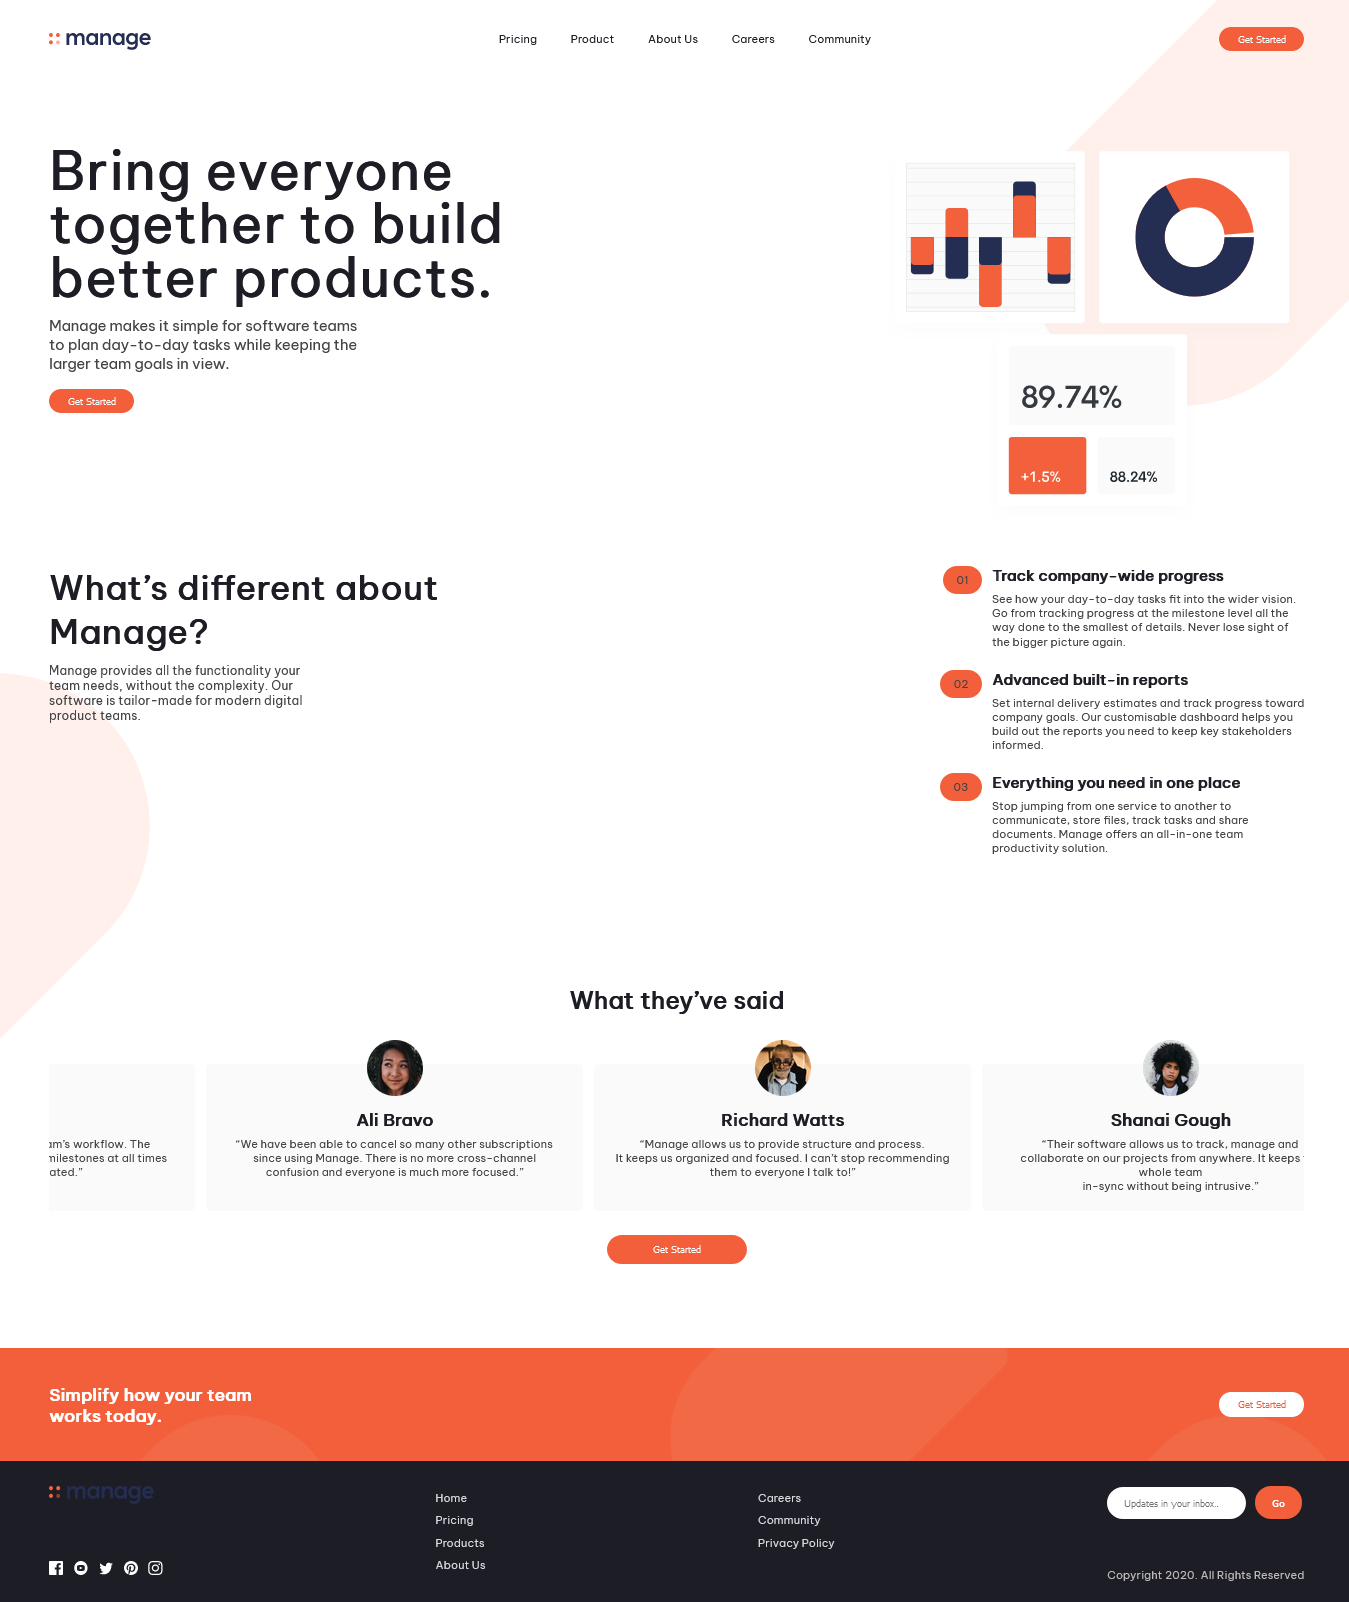 manage
Pricing
Product
About Us
Careers
Community
Get Started
Bring everyone
together to build
better products.
Manage makes it simple for software teams
to plan day-to-day tasks while keeping the
larger team goals in view.
Get Started
89.74%
+1.5%
88.24%
What’s different about
Manage?
Manage provides all the functionality your
team needs, without the complexity. Our
software is tailor-made for modern digital
product teams.
01
Track company-wide progress
See how your day-to-day tasks fit into the wider vision.
Go from tracking progress at the milestone level all the
way done to the smallest of details. Never lose sight of
the bigger picture again.
02
Advanced built-in reports
Set internal delivery estimates and track progress toward
company goals. Our customisable dashboard helps you
build out the reports you need to keep key stakeholders
informed.
03
Everything you need in one place
Stop jumping from one service to another to
communicate, store files, track tasks and share
documents. Manage offers an all-in-one team
productivity solution.
What they’ve said
am’s workflow. The
milestones at all times
ated.”
Ali Bravo
“We have been able to cancel so many other subscriptions
since using Manage. There is no more cross-channel
confusion and everyone is much more focused.”
Richard Watts
“Manage allows us to provide structure and process.
It keeps us organized and focused. I can’t stop recommending
them to everyone I talk to!”
Shanai Gough
“Their software allows us to track, manage and
collaborate on our projects from anywhere. It keeps
whole team
in-sync without being intrusive.”
Get Started
Simplify how your team
works today.
Get Started
manage
Home
Pricing
Products
About Us
Careers
Community
Privacy Policy
Updates in your inbox..
Go
Copyright 2020. All Rights Reserved